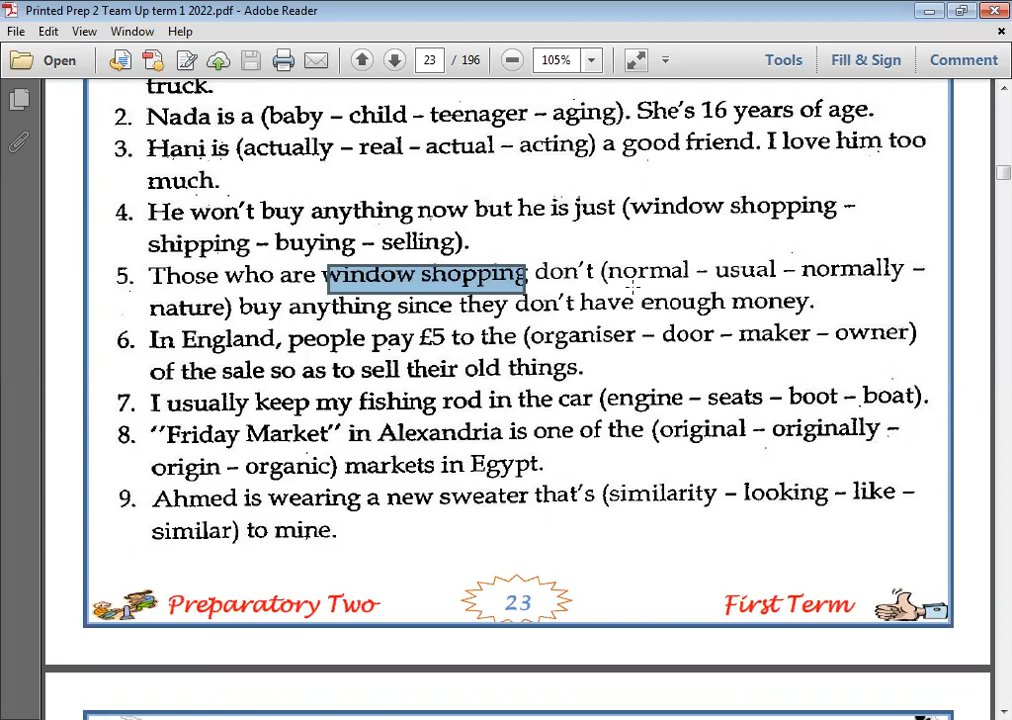 Printed Prep 2 Team Up term 1 2022.pdf - Adobe Reader
File Edit View Window Help
Open 23 / 196 105% Tools Fill & Sign Comment
truck.
2. Nada is a (baby – child – teenager – aging). She's 16 years of age.
3. Hani is (actually – real – actual – acting) a good friend. I love him too
much.
4. He won't buy anything now but he is just (window shopping –
shipping – buying – selling).
5. Those who are window shopping don't (normal – usual – normally –
nature) buy anything since they don't have enough money.
6. In England, people pay £5 to the (organiser – door – maker – owner)
of the sale so as to sell their old things.
7. I usually keep my fishing rod in the car (engine – seats – boot – boat).
8. ''Friday Market'' in Alexandria is one of the (original – originally –
origin – organic) markets in Egypt.
9. Ahmed is wearing a new sweater that's (similarity – looking – like –
similar) to mine.
Preparatory Two 23 First Term